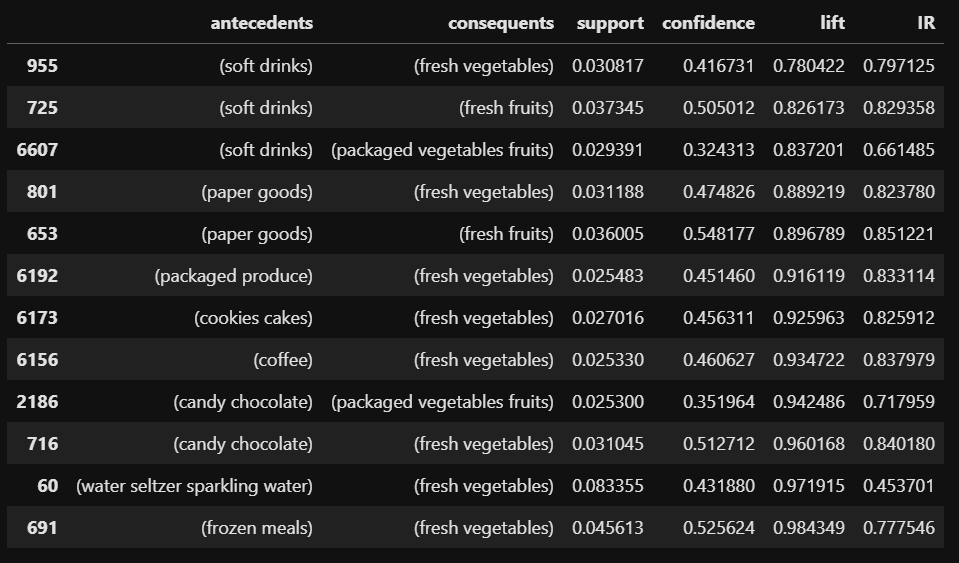 antecedents consequents support confidence lift IR
955 (soft drinks) (fresh vegetables) 0.030817 0.416731 0.780422 0.797125
725 (soft drinks) (fresh fruits) 0.037345 0.505012 0.826173 0.829358
6607 (soft drinks) (packaged vegetables fruits) 0.029391 0.324313 0.837201 0.661485
801 (paper goods) (fresh vegetables) 0.031188 0.474826 0.889219 0.823780
653 (paper goods) (fresh fruits) 0.036005 0.548177 0.896789 0.851221
6192 (packaged produce) (fresh vegetables) 0.025483 0.451460 0.916119 0.833114
6173 (cookies cakes) (fresh vegetables) 0.027016 0.456311 0.925963 0.825912
6156 (coffee) (fresh vegetables) 0.025330 0.460627 0.934722 0.837979
2186 (candy chocolate) (packaged vegetables fruits) 0.025300 0.351964 0.942486 0.717959
716 (candy chocolate) (fresh vegetables) 0.031045 0.512712 0.960168 0.840180
60 (water seltzer sparkling water) (fresh vegetables) 0.083355 0.431880 0.971915 0.453701
691 (frozen meals) (fresh vegetables) 0.045613 0.525624 0.984349 0.777546